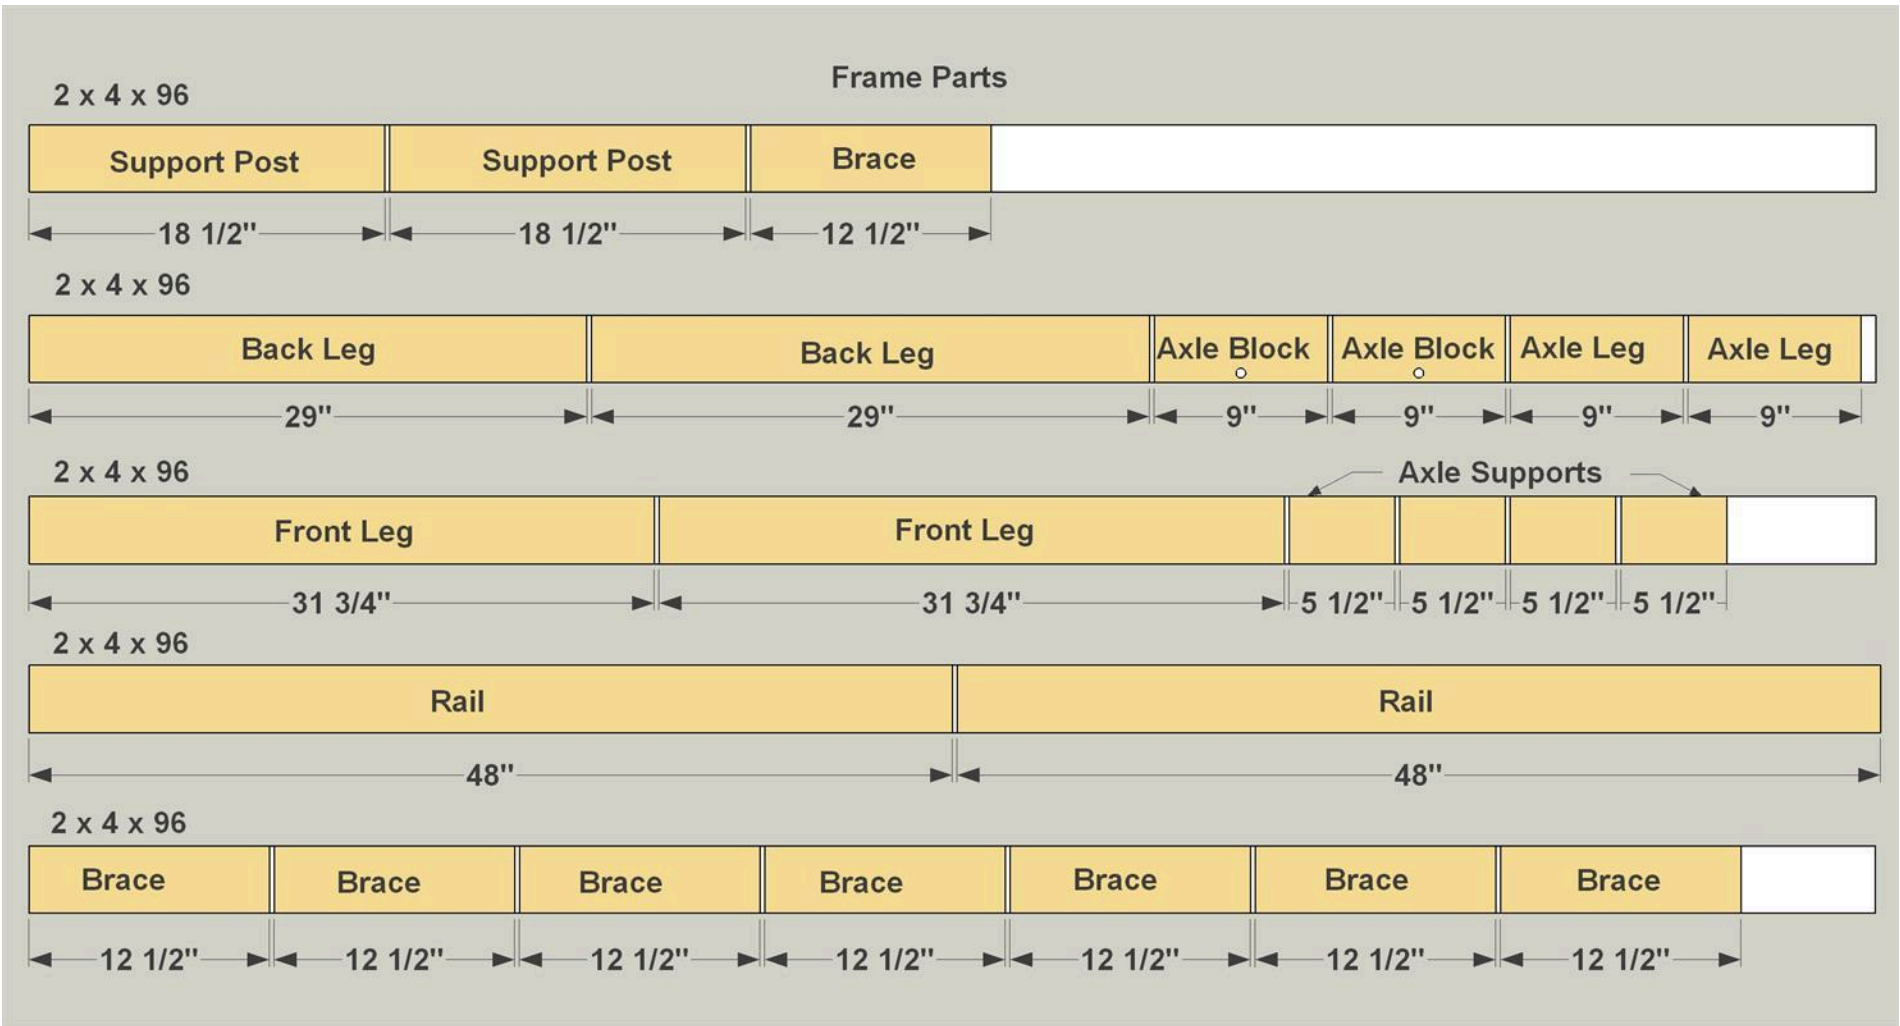 Frame Parts
2 x 4 x 96
Support Post Support Post Brace
18 1/2" 18 1/2" 12 1/2"
2 x 4 x 96
Back Leg Back Leg Axle Block Axle Block Axle Leg Axle Leg
29" 29" 9" 9" 9" 9"
2 x 4 x 96 Axle Supports
Front Leg Front Leg
31 3/4" 31 3/4" 5 1/2" 5 1/2" 5 1/2" 5 1/2"
2 x 4 x 96
Rail Rail
48" 48"
2 x 4 x 96
Brace Brace Brace Brace Brace Brace Brace
12 1/2" 12 1/2" 12 1/2" 12 1/2" 12 1/2" 12 1/2" 12 1/2"